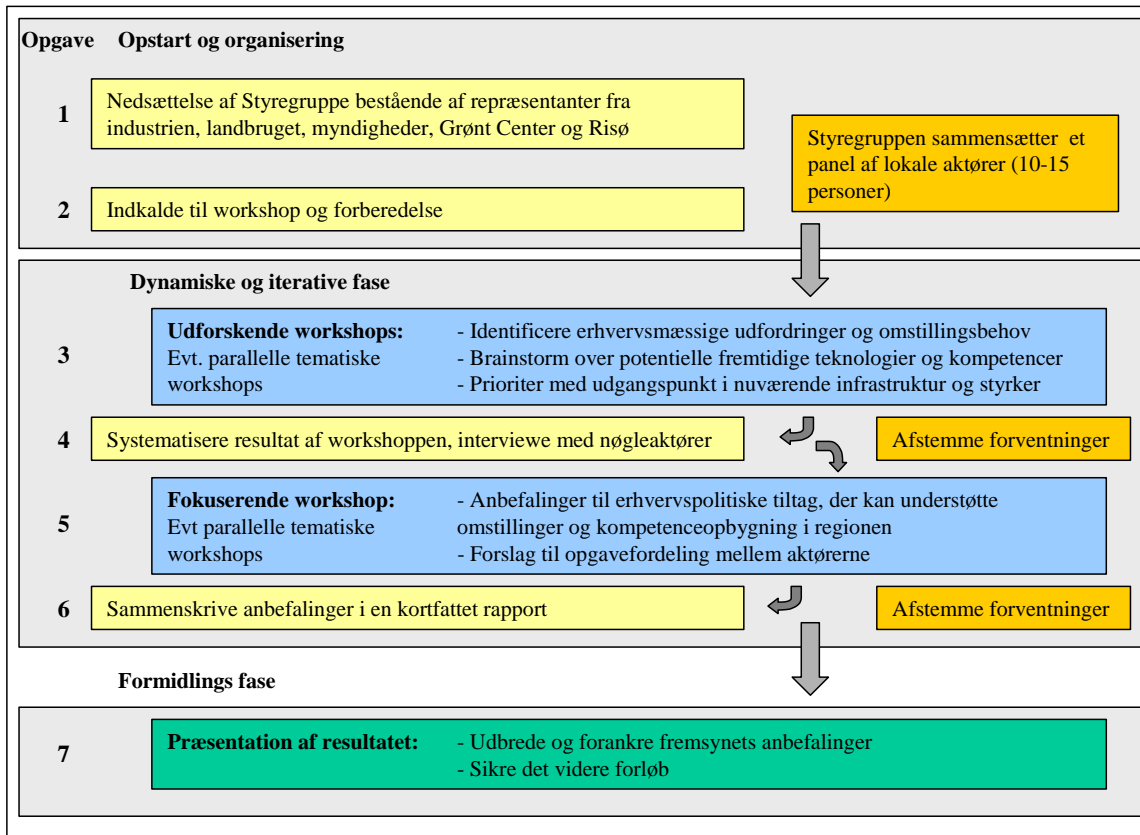 Opgave Opstart og organisering
1
Nedsættelse af Styregruppe bestående af repræsentanter fra
industrien, landbruget, myndigheder, Grønt Center og Risø
Styregruppen sammensætter et
panel af lokale aktører (10-15
personer)
2
Indkalde til workshop og forberedelse
Dynamiske og iterative fase
3
Udforskende workshops:
Evt. parallelle tematiske
workshops
- Identificere erhvervsmæssige udfordringer og omstillingsbehov
- Brainstorm over potentielle fremtidige teknologier og kompetencer
- Prioriter med udgangspunkt i nuværende infrastruktur og styrker
4
Systematisere resultat af workshoppen, interviewe med nøgleaktører
Afstemme forventninger
5
Fokuserende workshop:
Evt parallelle tematiske
workshops
- Anbefalinger til erhvervspolitiske tiltag, der kan understøtte
omstillinger og kompetenceopbygning i regionen
- Forslag til opgavefordeling mellem aktørerne
6
Sammenskrive anbefalinger i en kortfattet rapport
Afstemme forventninger
Formidlings fase
7
Præsentation af resultatet:
- Udbrede og forankre fremsynets anbefalinger
- Sikre det videre forløb